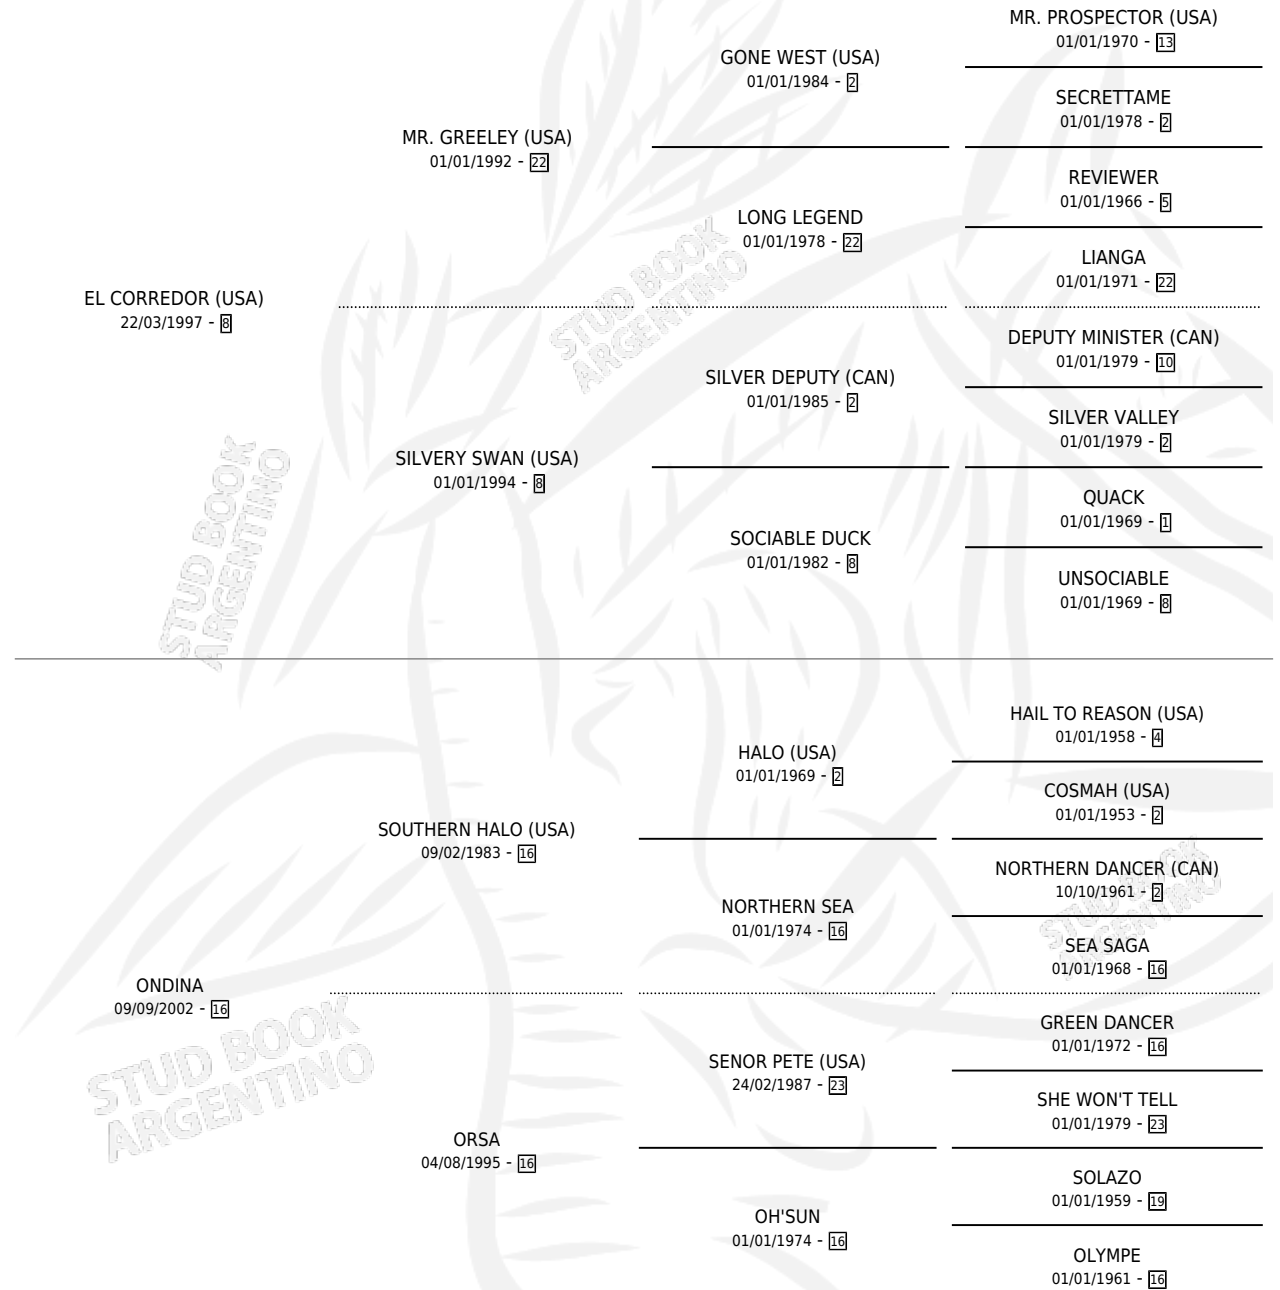 MR. PROSPECTOR (USA)
01/01/1970 - 13
GONE WEST (USA)
01/01/1984 - 2
SECRETTAME
01/01/1978 - 2
MR. GREELEY (USA)
01/01/1992 - 22
REVIEWER
01/01/1966 - 5
LONG LEGEND
01/01/1978 - 22
LIANGA
01/01/1971 - 22
EL CORREDOR (USA)
22/03/1997 - 8
DEPUTY MINISTER (CAN)
01/01/1979 - 10
SILVER DEPUTY (CAN)
01/01/1985 - 2
SILVER VALLEY
01/01/1979 - 2
SILVERY SWAN (USA)
01/01/1994 - 8
QUACK
01/01/1969 - 1
SOCIABLE DUCK
01/01/1982 - 8
UNSOCIABLE
01/01/1969 - 8
HAIL TO REASON (USA)
01/01/1958 - 4
HALO (USA)
01/01/1969 - 2
COSMAH (USA)
01/01/1953 - 2
SOUTHERN HALO (USA)
09/02/1983 - 16
NORTHERN DANCER (CAN)
10/10/1961 - 2
NORTHERN SEA
01/01/1974 - 16
SEA SAGA
01/01/1968 - 16
ONDINA
09/09/2002 - 16
GREEN DANCER
01/01/1972 - 16
SENOR PETE (USA)
24/02/1987 - 23
SHE WON'T TELL
01/01/1979 - 23
ORSA
04/08/1995 - 16
SOLAZO
01/01/1959 - 19
OH'SUN
01/01/1974 - 16
OLYMPE
01/01/1961 - 16
STUD BOOK
ARGENTINO
STUD BOOK
ARGENTINO
STUD BOOK
ARGENTINO
STUD BOOK
ARGENTINO